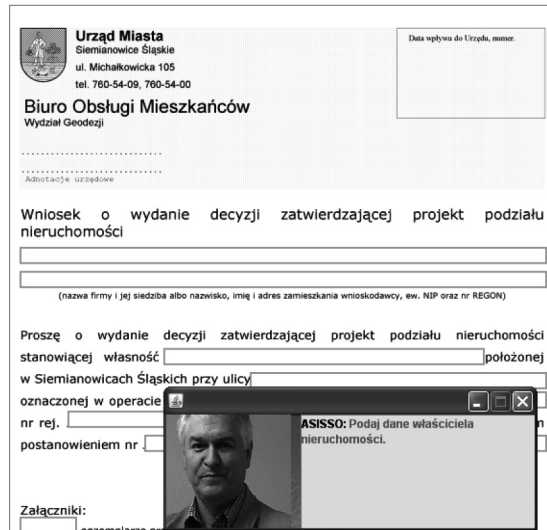 Urząd Miasta
Siemianowice Śląskie
ul. Michałkowicka 105
tel. 760-54-09, 760-54-00
Data wpływu do Urzędu, numer.
Biuro Obsługi Mieszkańców
Wydział Geodezji
Adnotacje urzędowe
Wniosek o wydanie decyzji zatwierdzającej projekt podziału
nieruchomości
(nazwa firmy i jej siedziba albo nazwisko, imię i adres zamieszkania wnioskodawcy, ew. NIP oraz nr REGON)
Proszę o wydanie decyzji zatwierdzającej projekt podziału nieruchomości
stanowiącej własność położonej
w Siemianowicach Śląskich przy ulicy
oznaczonej w operacie
nr rej.
postanowieniem nr
ASISSO: Podaj dane właściciela
nieruchomości.
Załączniki: